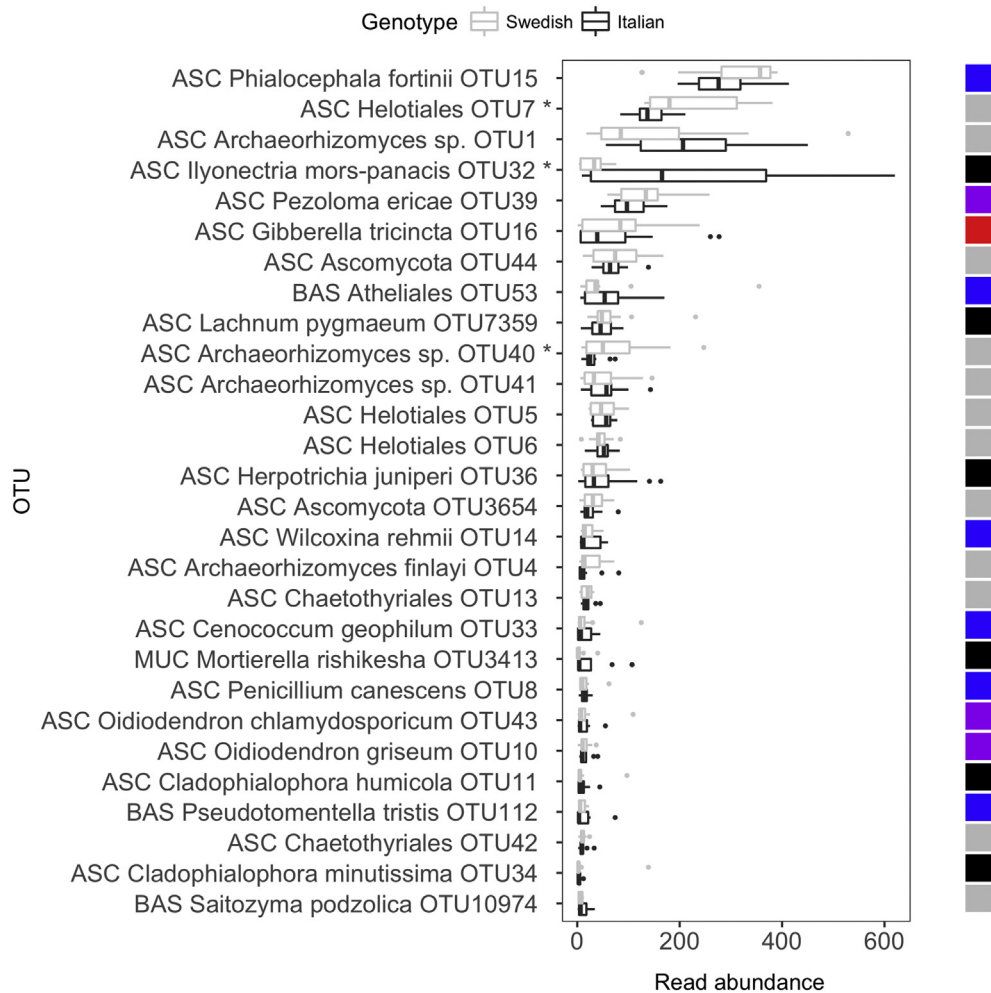 Genotype Swedish Italian
ASC Phialocephala fortinii OTU15
ASC Helotiales OTU7 *
ASC Archaeorhizomyces sp. OTU1
ASC Ilyonectria mors-panacis OTU32 *
ASC Pezoloma ericae OTU39
ASC Gibberella tricincta OTU16
ASC Ascomycota OTU44
BAS Atheliales OTU53
ASC Lachnum pygmaeum OTU7359
ASC Archaeorhizomyces sp. OTU40 *
ASC Archaeorhizomyces sp. OTU41
ASC Helotiales OTU5
ASC Helotiales OTU6
ASC Herpotrichia juniperi OTU36
ASC Ascomycota OTU3654
ASC Wilcoxina rehmii OTU14
ASC Archaeorhizomyces finlayi OTU4
ASC Chaetothyriales OTU13
ASC Cenococcum geophilum OTU33
MUC Mortierella rishikesha OTU3413
ASC Penicillium canescens OTU8
ASC Oidiodendron chlamydosporicum OTU43
ASC Oidiodendron griseum OTU10
ASC Cladophialophora humicola OTU11
BAS Pseudotomentella tristis OTU112
ASC Chaetothyriales OTU42
ASC Cladophialophora minutissima OTU34
BAS Saitozyma podzolica OTU10974
OTU
0 200 400 600
Read abundance